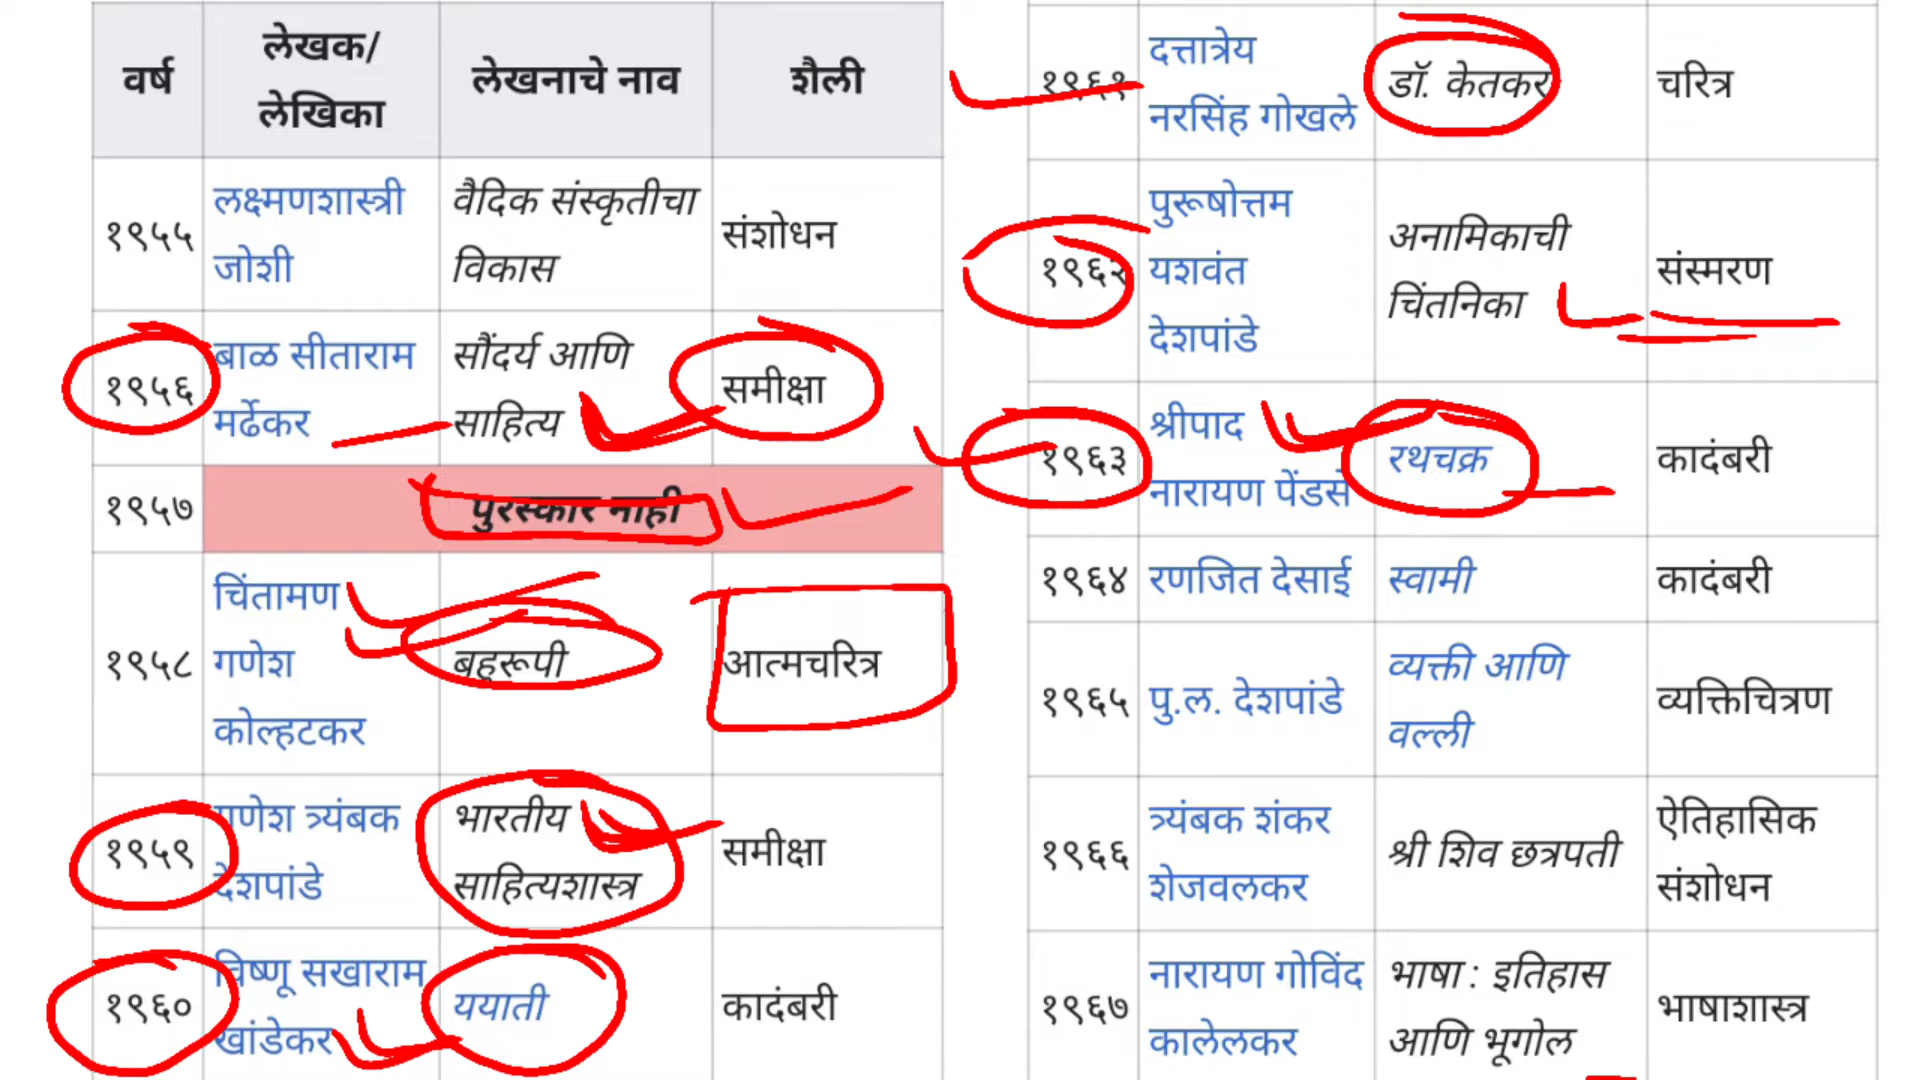 वर्ष
लेखक/
लेखिका
लेखनाचे नाव
शैली
१९५५
लक्ष्मणशास्त्री
जोशी
वैदिक संस्कृतीचा
विकास
संशोधन
१९५६
बाळ सीताराम
मर्ढेकर
सौंदर्य आणि
साहित्य
समीक्षा
१९५७
पुरस्कार नाही
१९५८
चिंतामण
गणेश
कोल्हटकर
बहुरूपी
आत्मचरित्र
१९५९
गणेश त्र्यंबक
देशपांडे
भारतीय
साहित्यशास्त्र
समीक्षा
१९६०
विष्णू सखाराम
खांडेकर
ययाती
कादंबरी
१९६१
दत्तात्रेय
नरसिंह गोखले
डॉ. केतकर
चरित्र
१९६२
पुरूषोत्तम
यशवंत
देशपांडे
अनामिकाची
चिंतनिका
संस्मरण
१९६३
श्रीपाद
नारायण पेंडसे
रथचक्र
कादंबरी
१९६४
रणजित देसाई
स्वामी
कादंबरी
१९६५
पु.ल. देशपांडे
व्यक्ती आणि
वल्ली
व्यक्तिचित्रण
१९६६
त्र्यंबक शंकर
शेजवलकर
श्री शिव छत्रपती
ऐतिहासिक
संशोधन
१९६७
नारायण गोविंद
कालेलकर
भाषा : इतिहास
आणि भूगोल
भाषाशास्त्र